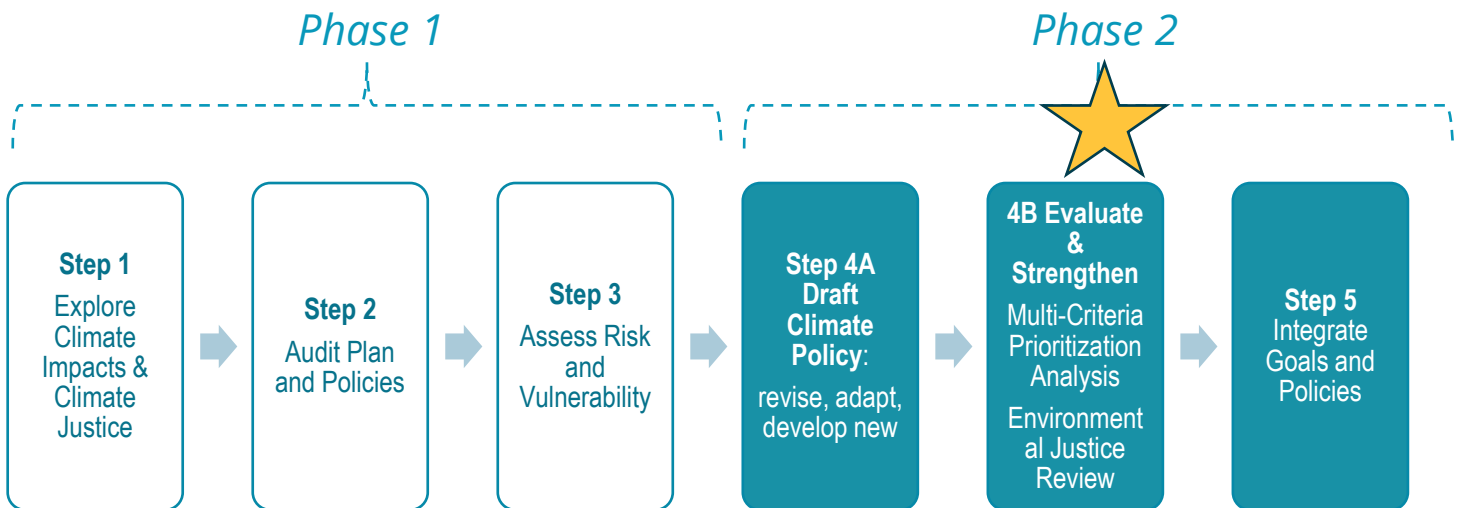 Phase 1
Phase 2
Step 1
Explore
Climate
Impacts &
Climate
Justice
Step 2
Audit Plan
and Policies
Step 3
Assess Risk
and
Vulnerability
Step 4A
Draft
Climate
Policy:
revise, adapt,
develop new
4B Evaluate
&
Strengthen
Multi-Criteria
Prioritization
Analysis
Environment
al Justice
Review
Step 5
Integrate
Goals and
Policies